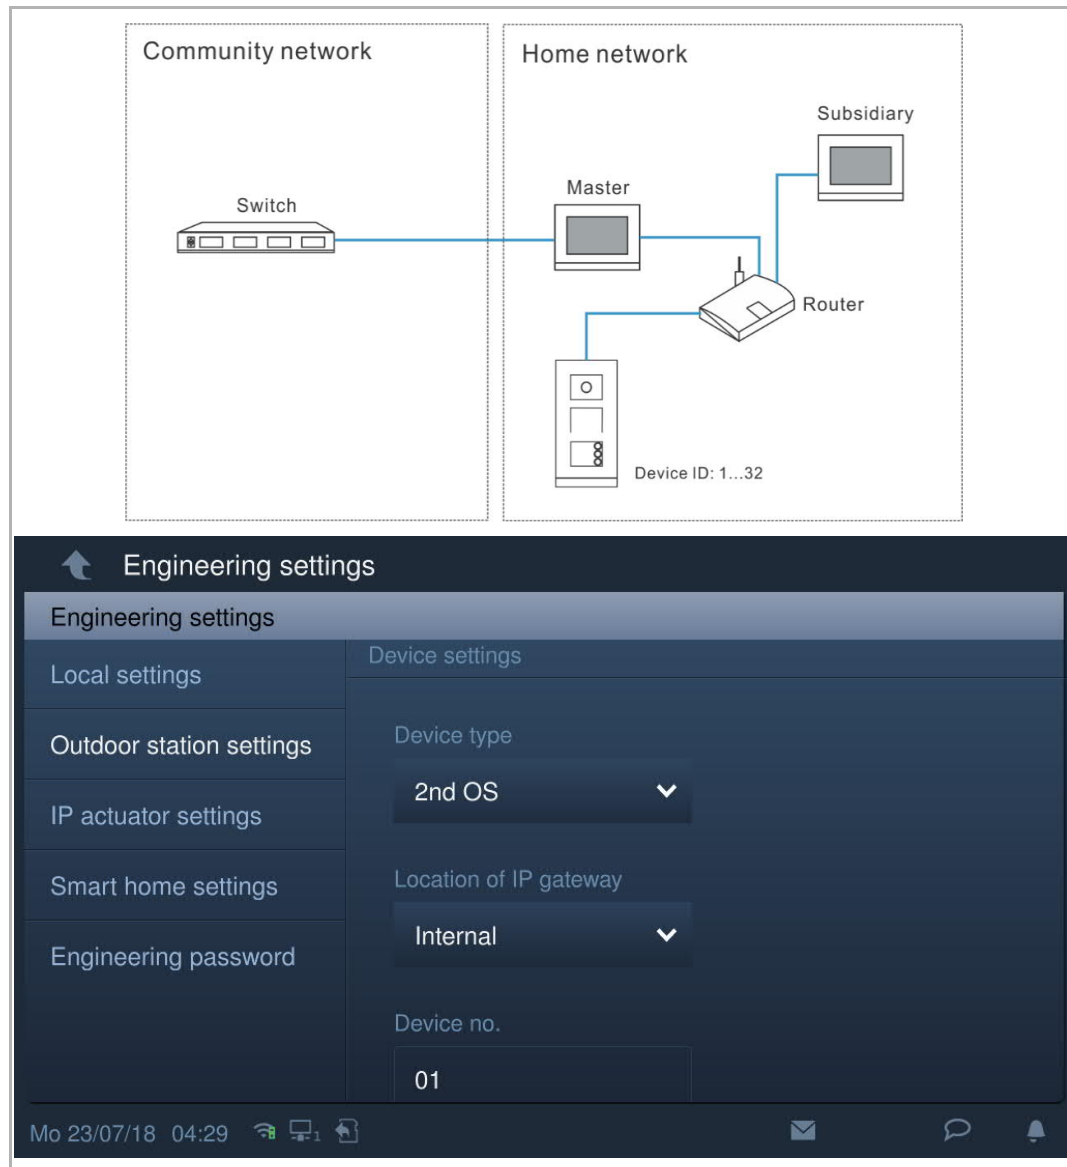 Community network
Home network
Subsidiary
Master
Switch
Router
Device ID: 1...32
Engineering settings
Engineering settings
Local settings
Device settings
Outdoor station settings
Device type
2nd OS
IP actuator settings
Smart home settings
Location of IP gateway
Internal
Engineering password
Device no.
01
Mo 23/07/18 04:29 1